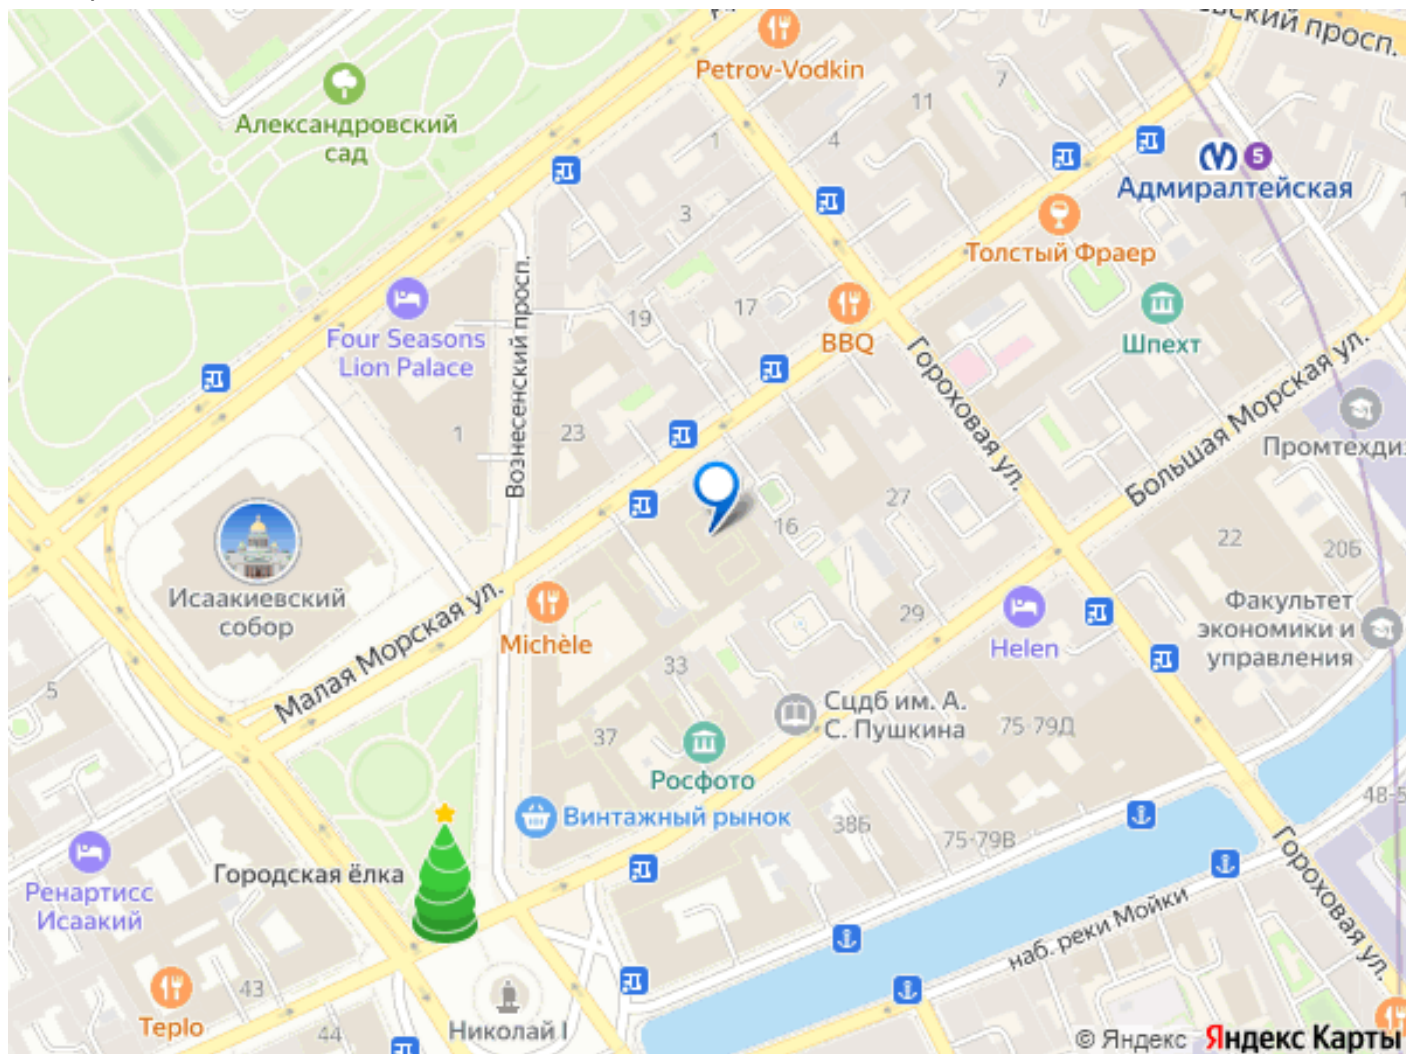 Невский просп.
Petrov-Vodkin
7
11
Александровский
сад
1
4
5
Адмиралтейская
3
Толстый Фраер
Вознесенский просп.
19
17
Four Seasons
Lion Palace
BBQ
Шпехт
Гороховая ул.
Большая Морская ул.
1
23
Промтехди
27
16
22
20Б
Исаакиевский
собор
Малая Морская ул.
Michèle
29
Helen
Факультет
экономики и
управления
5
33
Сцдб им. А.
С. Пушкина
75-79Д
37
Росфото
Винтажный рынок
38Б
75-79В
48-5
Городская ёлка
Ренартисс
Исаакий
Гороховая ул.
наб. реки Мойки
43
Teplo
44
Николай I
© Яндекс Яндекс Карты